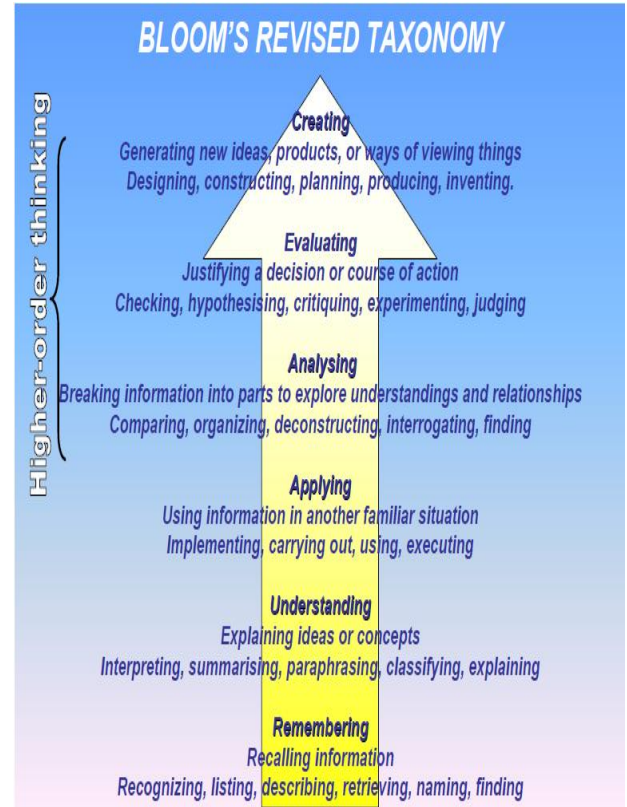 BLOOM'S REVISED TAXONOMY
Higher-order thinking
Creating
Generating new ideas, products, or ways of viewing things
Designing, constructing, planning, producing, inventing.
Evaluating
Justifying a decision or course of action
Checking, hypothesising, critiquing, experimenting, judging
Analysing
Breaking information into parts to explore understandings and relationships
Comparing, organizing, deconstructing, interrogating, finding
Applying
Using information in another familiar situation
Implementing, carrying out, using, executing
Understanding
Explaining ideas or concepts
Interpreting, summarising, paraphrasing, classifying, explaining
Remembering
Recalling information
Recognizing, listing, describing, retrieving, naming, finding